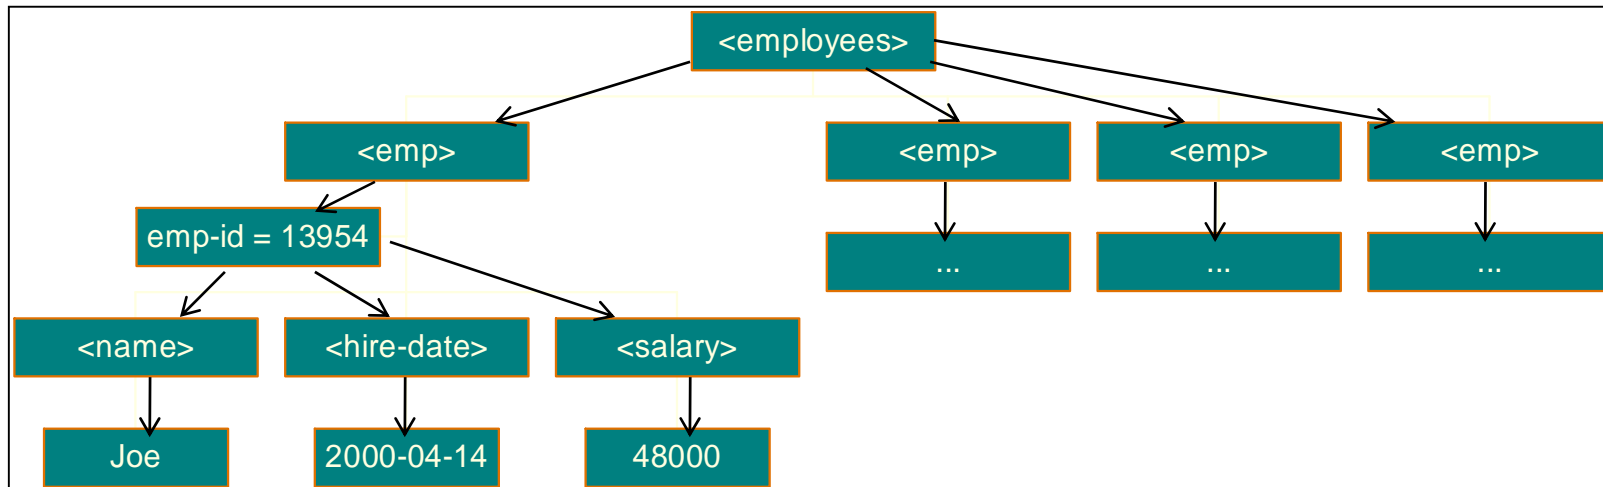 <employees>
<emp>
<emp>
<emp>
<emp>
emp-id = 13954
...
...
...
<name>
<hire-date>
<salary>
Joe
2000-04-14
48000